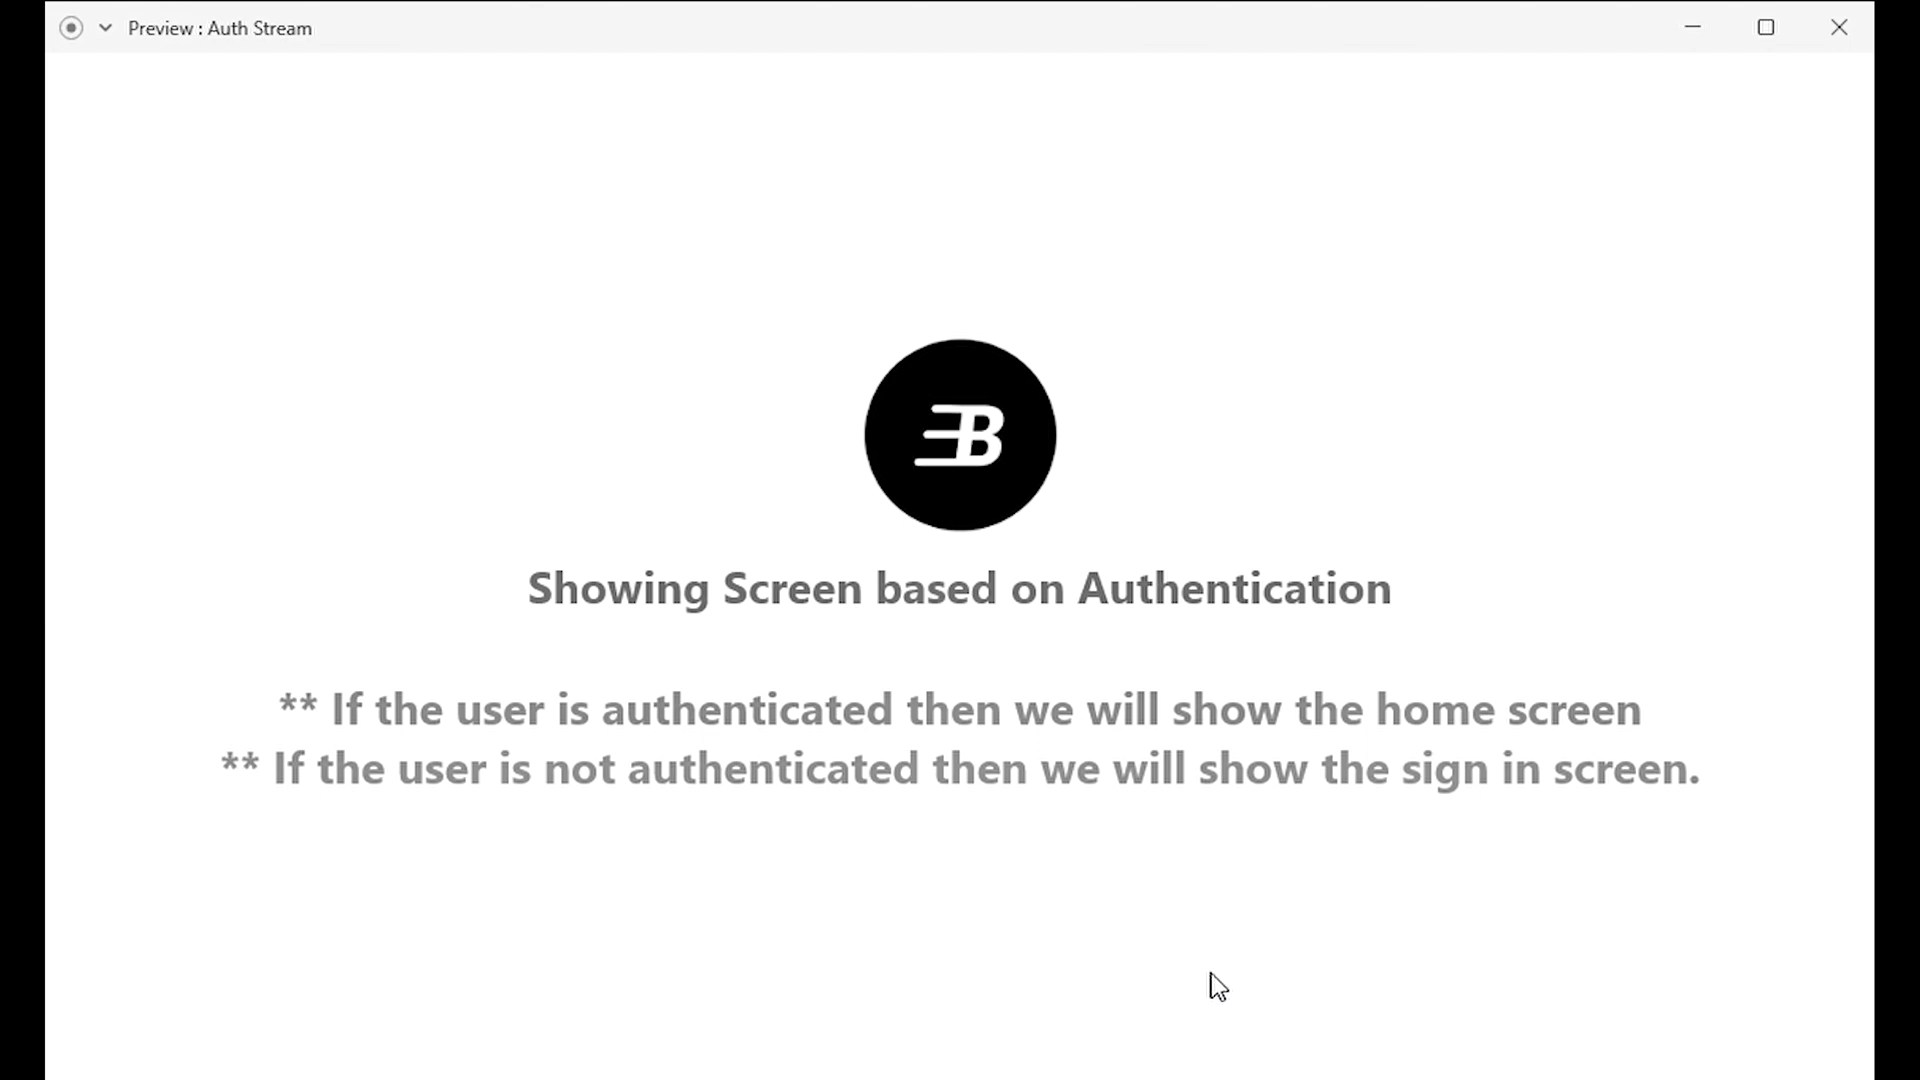 Preview : Auth Stream
B
Showing Screen based on Authentication
** If the user is authenticated then we will show the home screen
** If the user is not authenticated then we will show the sign in screen.